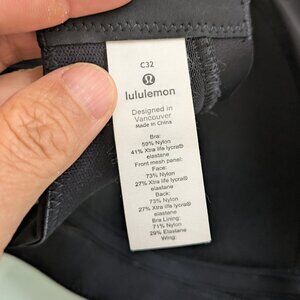 C32
lululemon
Designed in
Vancouver
Made in China
Bra:
59% Nylon
41% Xtra life lycra®
elastane
Front mesh panel:
Face:
73% Nylon
27% Xtra life lycra®
elastane
Back:
73% Nylon
27% Xtra life lycra®
elastane
Bra Lining:
71% Nylon
29% Elastane
Wing: